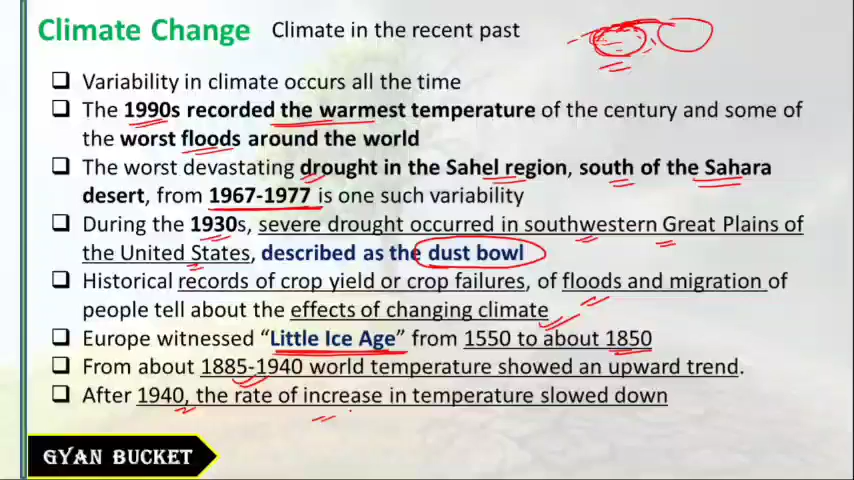 Climate Change Climate in the recent past
❑ Variability in climate occurs all the time
❑ The 1990s recorded the warmest temperature of the century and some of
the worst floods around the world
❑ The worst devastating drought in the Sahel region, south of the Sahara
desert, from 1967-1977 is one such variability
❑ During the 1930s, severe drought occurred in southwestern Great Plains of
the United States, described as the dust bowl
❑ Historical records of crop yield or crop failures, of floods and migration of
people tell about the effects of changing climate
❑ Europe witnessed “Little Ice Age” from 1550 to about 1850
❑ From about 1885-1940 world temperature showed an upward trend.
❑ After 1940, the rate of increase in temperature slowed down
GYAN BUCKET